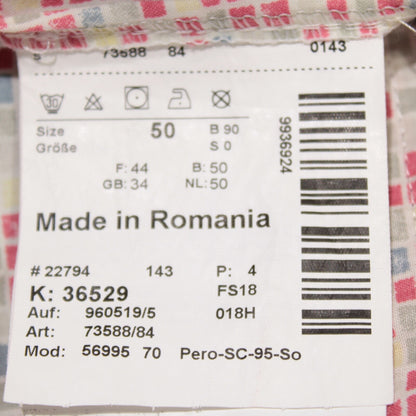 73588 84 0143
30
Size 50 B 90
Größe S 0
F: 44 B: 50
GB: 34 NL: 50
9936924
Made in Romania
# 22794 143 P: 4
K: 36529 FS18
Auf: 960519/5 018H
Art: 73588/84
Mod: 56995 70 Pero-SC-95-So